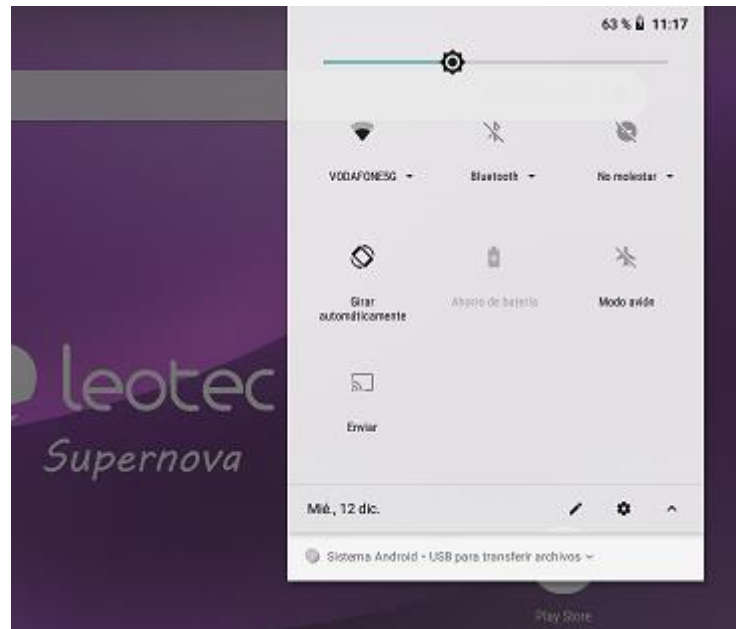 63 % 11:17
VODAFONE5G
Bluetooth
No molestar
Girar
automáticamente
Ahorro de batería
Modo avión
Enviar
leotec
Supernova
Mié., 12 dic.
Sistema Android - USB para transferir archivos
Play Store